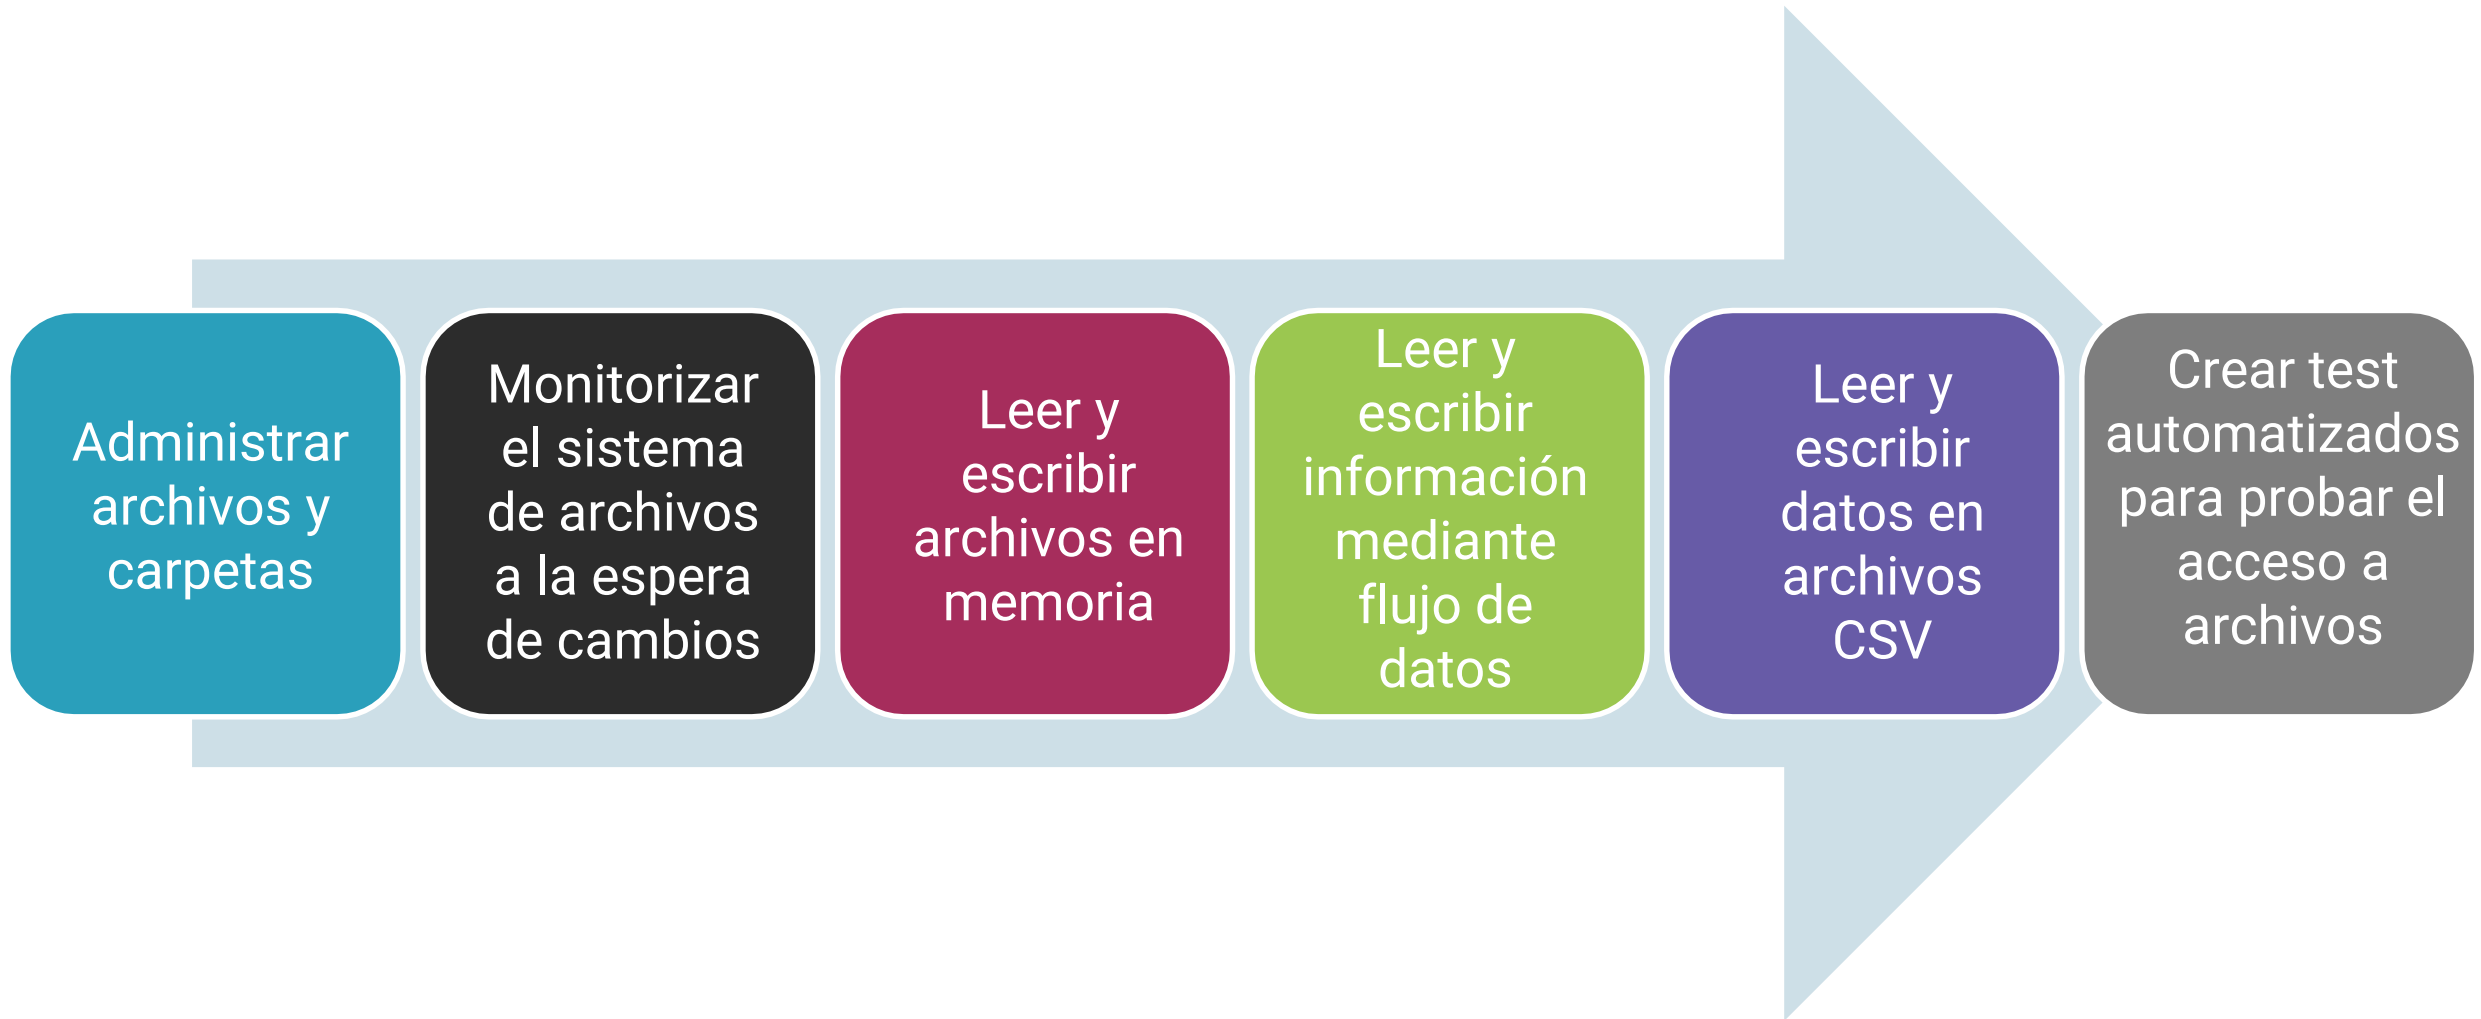 Administrar
archivos y
carpetas
Monitorizar
el sistema
de archivos
a la espera
de cambios
Leer y
escribir
archivos en
memoria
Leer y
escribir
información
mediante
flujo de
datos
Leer y
escribir
datos en
archivos
CSV
Crear test
automatizados
para probar el
acceso a
archivos